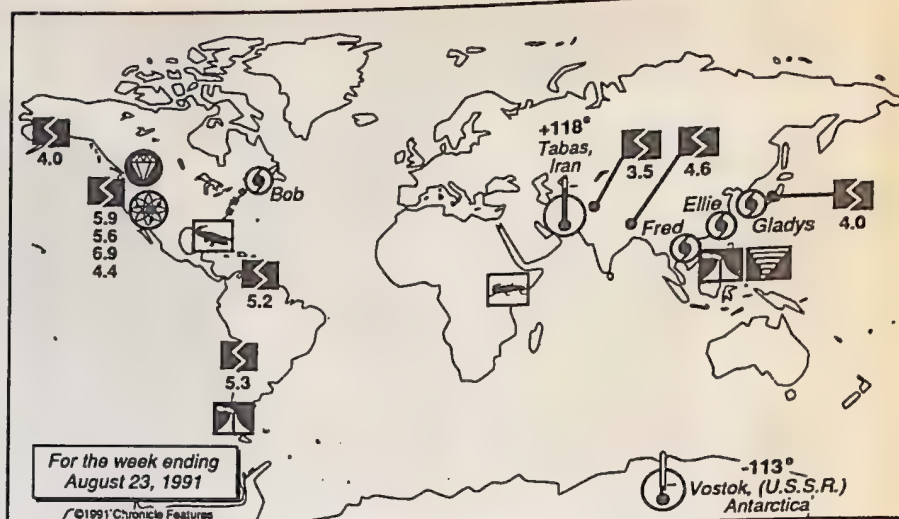 +118°
Tabas,
Iran
3.5
4.6
4.0
Bob
5.9
5.6
6.9
4.4
Ellie
Fred
Gladys
4.0
5.2
5.3
For the week ending
August 23, 1991
©1991 Chronicle Features
-113°
Vostok, (U.S.S.R.)
Antarctica